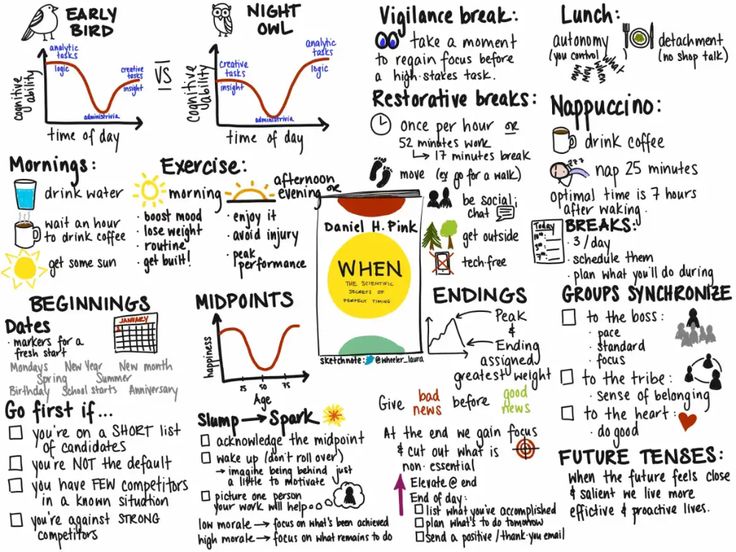 EARLY
BIRD
analytic
tasks
logic
creative
tasks
insight
administrivia
cognitive
ability
time of day
VS
NIGHT
OWL
creative
tasks
insight
analytic
tasks
logic
administrivia
cognitive
ability
time of day
Vigilance break:
take a moment
to regain focus before
a high-stakes task.
Restorative breaks:
once per hour or
52 minutes work
17 minutes break
move (ex go for a walk)
be social;
chat
get outside
tech-free
Lunch:
autonomy
(you control)
detachment
(no shop talk)
Nappuccino:
drink coffee
nap 25 minutes
optimal time is 7 hours
after waking.
Today
BREAKS:
· 3/day
· schedule them
· plan what you'll do during
Mornings:
drink water
wait an hour
to drink coffee
get some sun
Exercise:
morning
· boost mood
· lose weight
· routine
· get built!
afternoon
evening or
· enjoy it
· avoid injury
· peak
performance
Daniel H. Pink
WHEN
THE SCIENTIFIC
SECRETS OF
PERFECT TIMING
sketchnote: @wheeler_laura
BEGINNINGS
Dates
· markers for a
fresh start
JANUARY
Mondays New Year New month
Spring Summer
Birthday School starts Anniversary
Go first if...
you're on a SHORT list
of candidates
you're NOT the default
you have FEW competitors
in a known situation
you're against STRONG
competitors
MIDPOINTS
happiness
25 50 75
Age
Slump → Spark
acknowledge the midpoint
wake up (don't roll over)
→ imagine being behind just
a little to motivate
picture one person
your work will help
low morale → focus on what's been achieved
high morale → focus on what remains to do
ENDINGS
Peak
&
Ending
assigned
greatest weight
Give bad news before good news
At the end we gain focus
& cut out what is
non-essential
Elevate @ end
End of day:
list what you've accomplished
plan what's to do tomorrow
send a positive/thank-you email
GROUPS SYNCHRONIZE
to the boss:
· pace
· standard
· focus
to the tribe:
· sense of belonging
to the heart:
· do good
FUTURE TENSES:
when the future feels close
& salient we live more
effective & proactive lives.